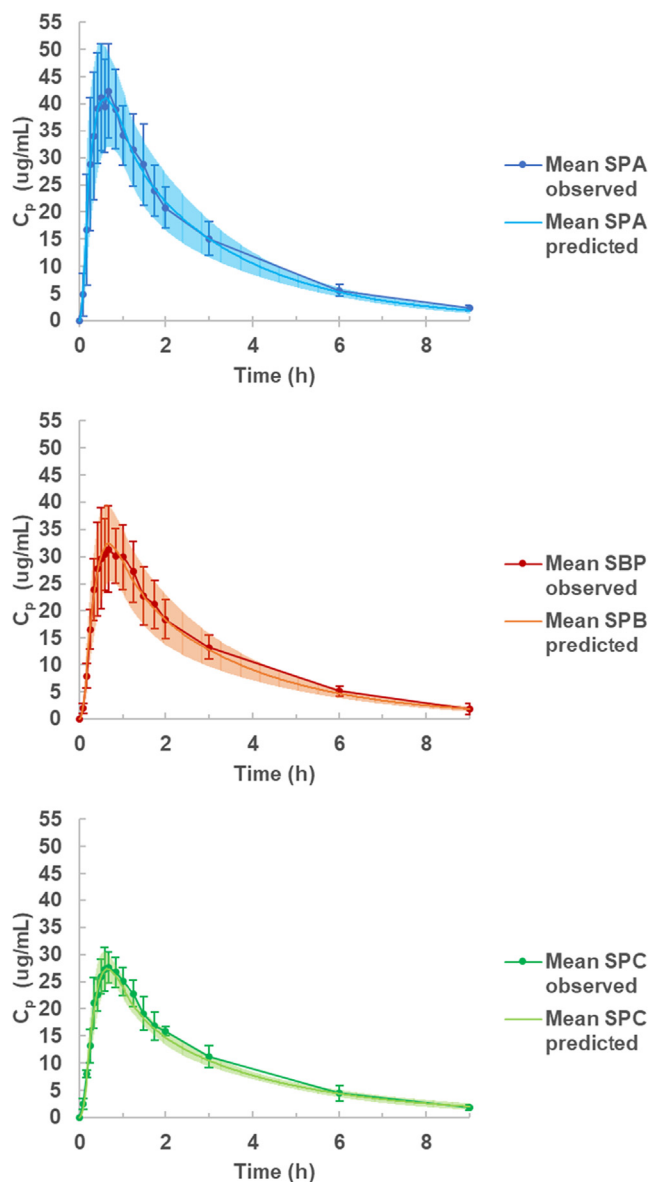 55
50
45
40
35
30
25
20
15
10
5
0
Cp (ug/mL)
0 2 4 6 8
Time (h)
Mean SPA
observed
Mean SPA
predicted
55
50
45
40
35
30
25
20
15
10
5
0
Cp (ug/mL)
0 2 4 6 8
Time (h)
Mean SBP
observed
Mean SPB
predicted
55
50
45
40
35
30
25
20
15
10
5
0
Cp (ug/mL)
0 2 4 6 8
Time (h)
Mean SPC
observed
Mean SPC
predicted